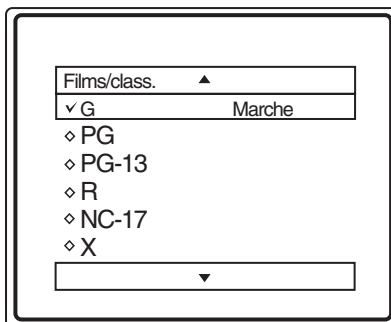 Films/class. ▲
✓ G Marche
◇ PG
◇ PG-13
◇ R
◇ NC-17
◇ X
▼